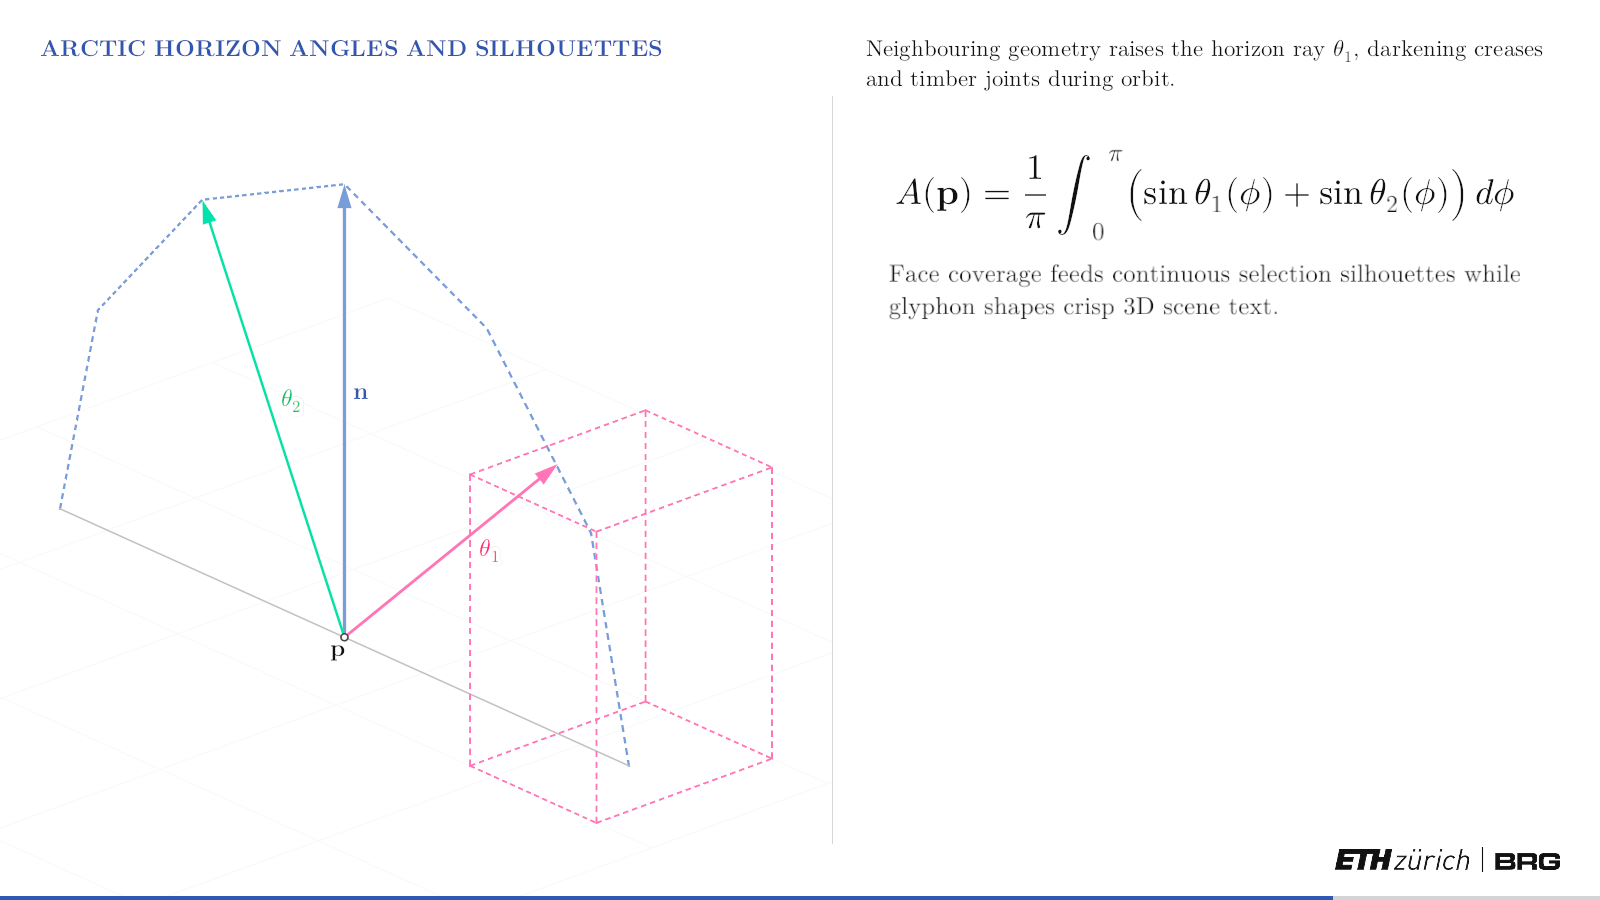 ARCTIC HORIZON ANGLES AND SILHOUETTES
Neighbouring geometry raises the horizon ray θ₁, darkening creases
and timber joints during orbit.
A(p) = 1/π ∫₀^π (sin θ₁(ϕ) + sin θ₂(ϕ)) dϕ
Face coverage feeds continuous selection silhouettes while
glyphon shapes crisp 3D scene text.
θ₂
n
θ₁
p
ETH zürich | BRG